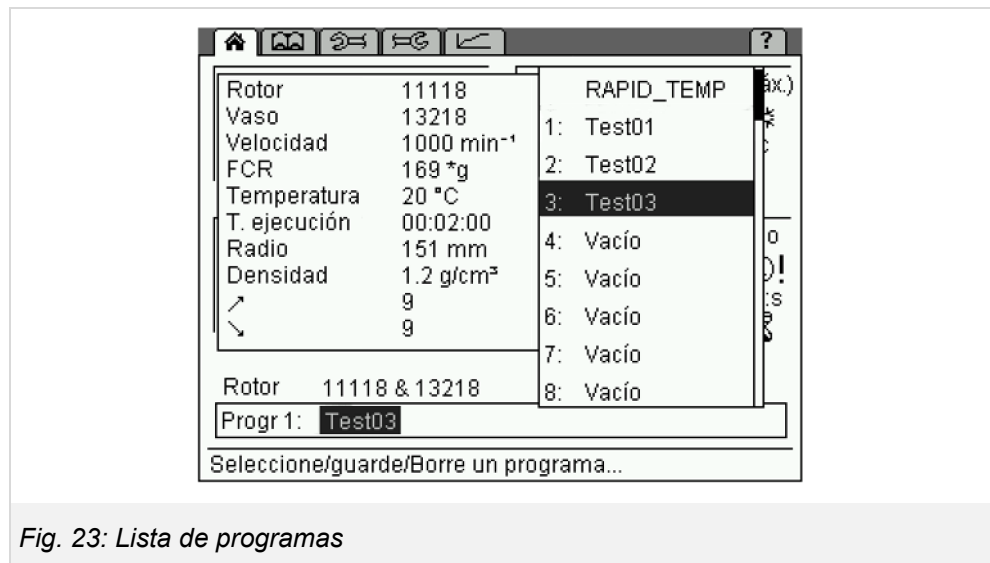 ?
Rotor 11118
Vaso 13218
Velocidad 1000 min⁻¹
FCR 169 *g
Temperatura 20 °C
T. ejecución 00:02:00
Radio 151 mm
Densidad 1.2 g/cm³
↗ 9
↘ 9
RAPID_TEMP
1: Test01
2: Test02
3: Test03
4: Vacío
5: Vacío
6: Vacío
7: Vacío
8: Vacío
Rotor 11118 & 13218
Progr 1: Test03
Seleccione/guarde/Borre un programa...
Fig. 23: Lista de programas